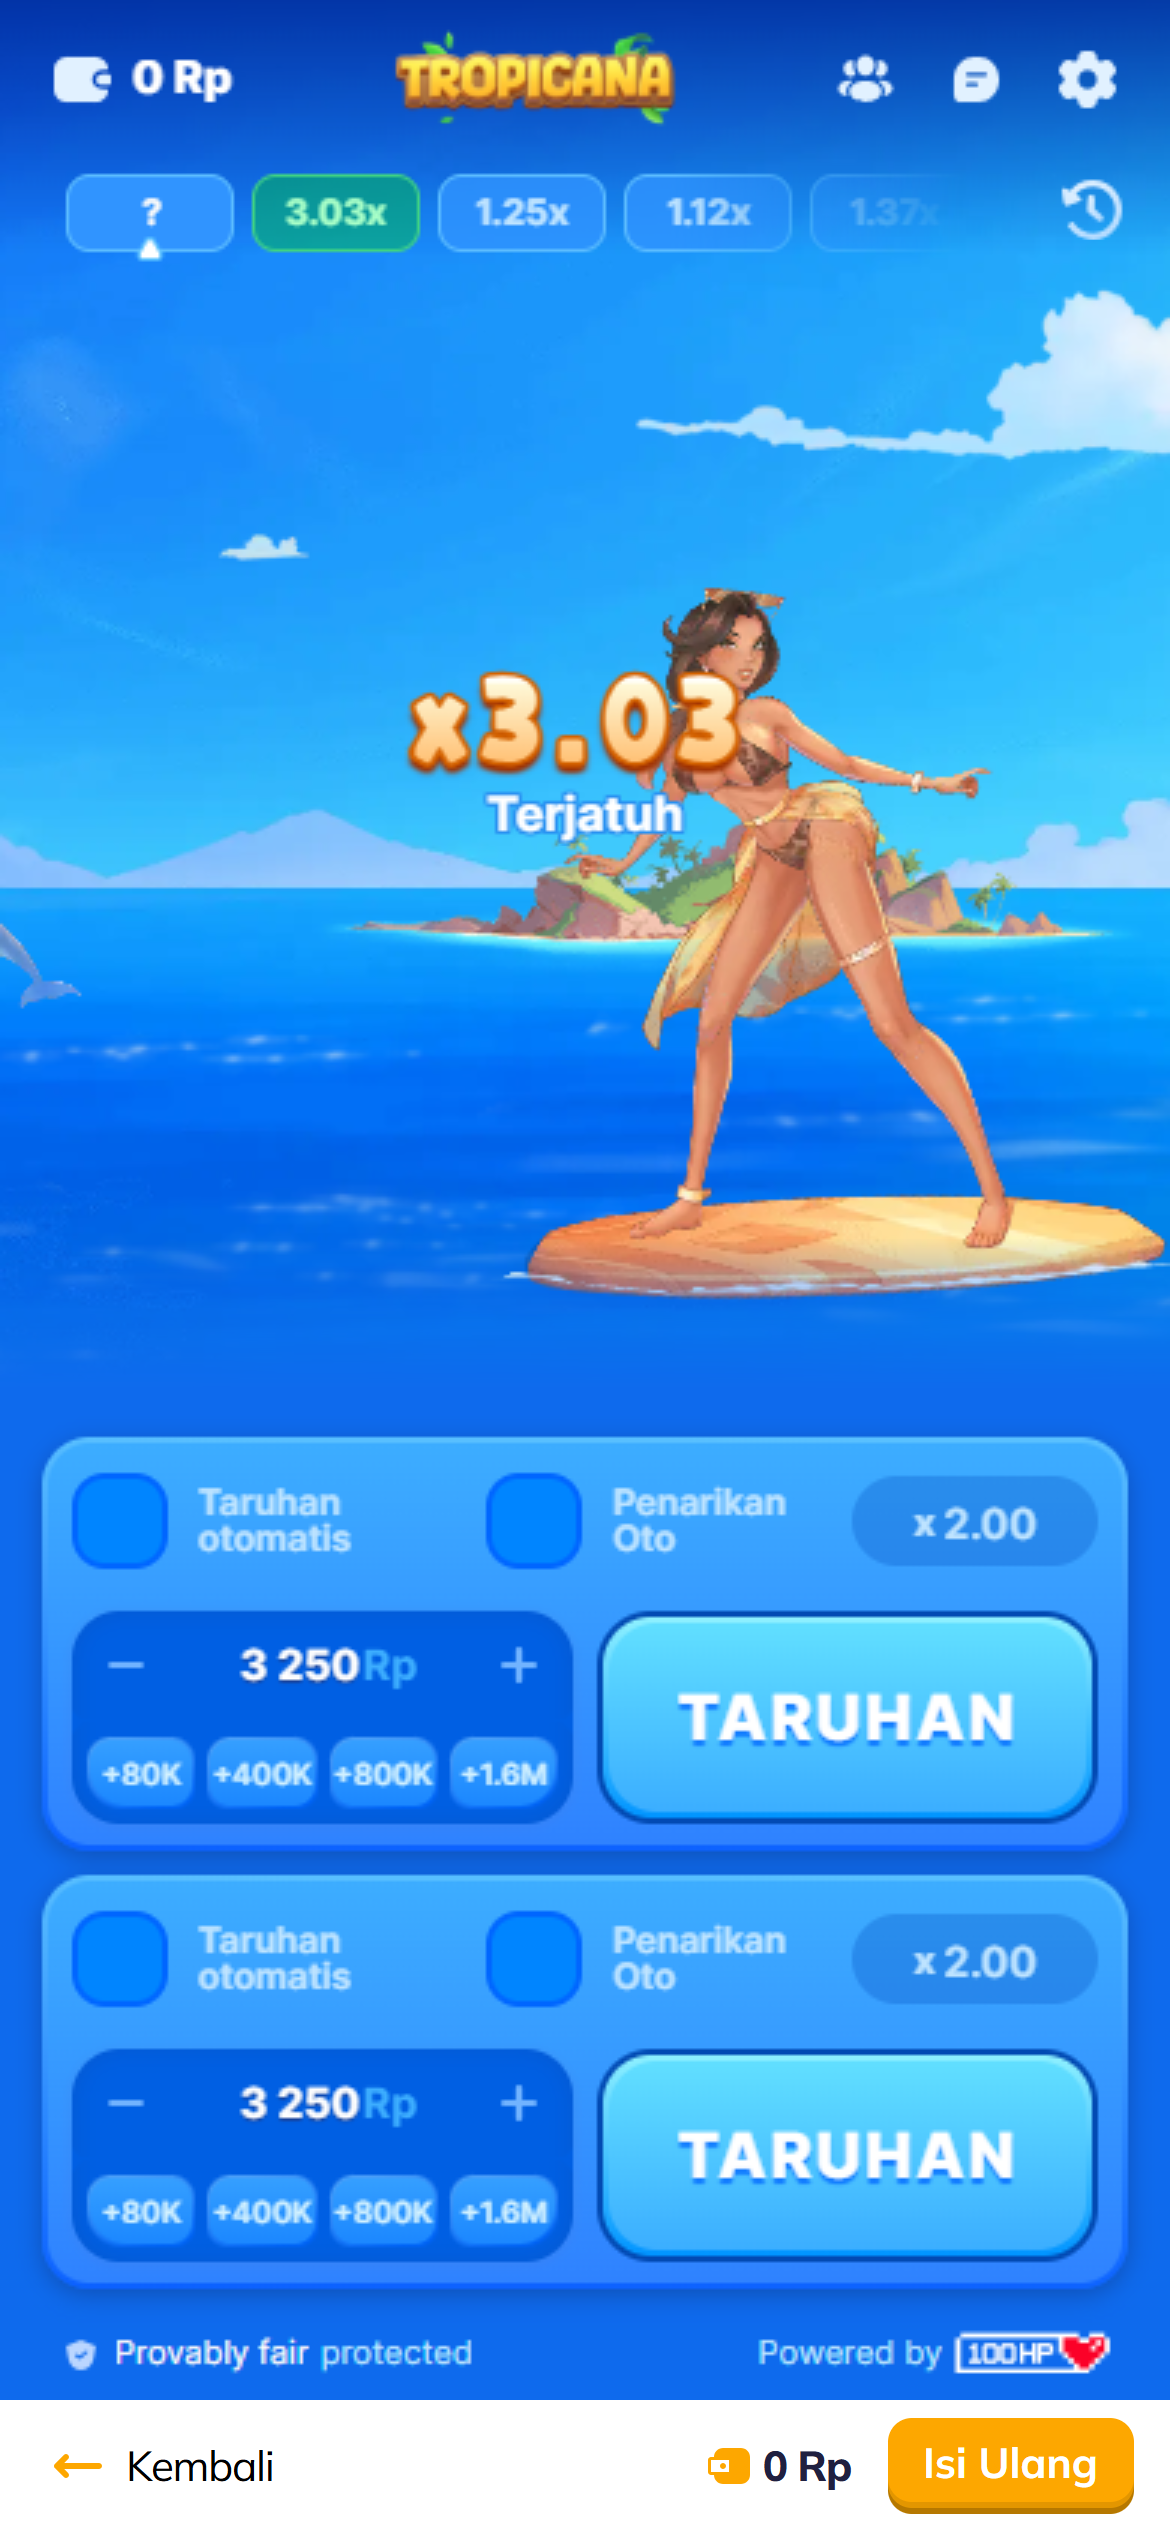 0 Rp
TROPICANA
?
3.03x
1.25x
1.12x
1.37x
x3.03
Terjatuh
Taruhan
otomatis
Penarikan
Oto
x 2.00
3 250 Rp
TARUHAN
+80K
+400K
+800K
+1.6M
Taruhan
otomatis
Penarikan
Oto
x 2.00
3 250 Rp
TARUHAN
+80K
+400K
+800K
+1.6M
Provably fair protected
Powered by 100HP
Kembali
0 Rp
Isi Ulang